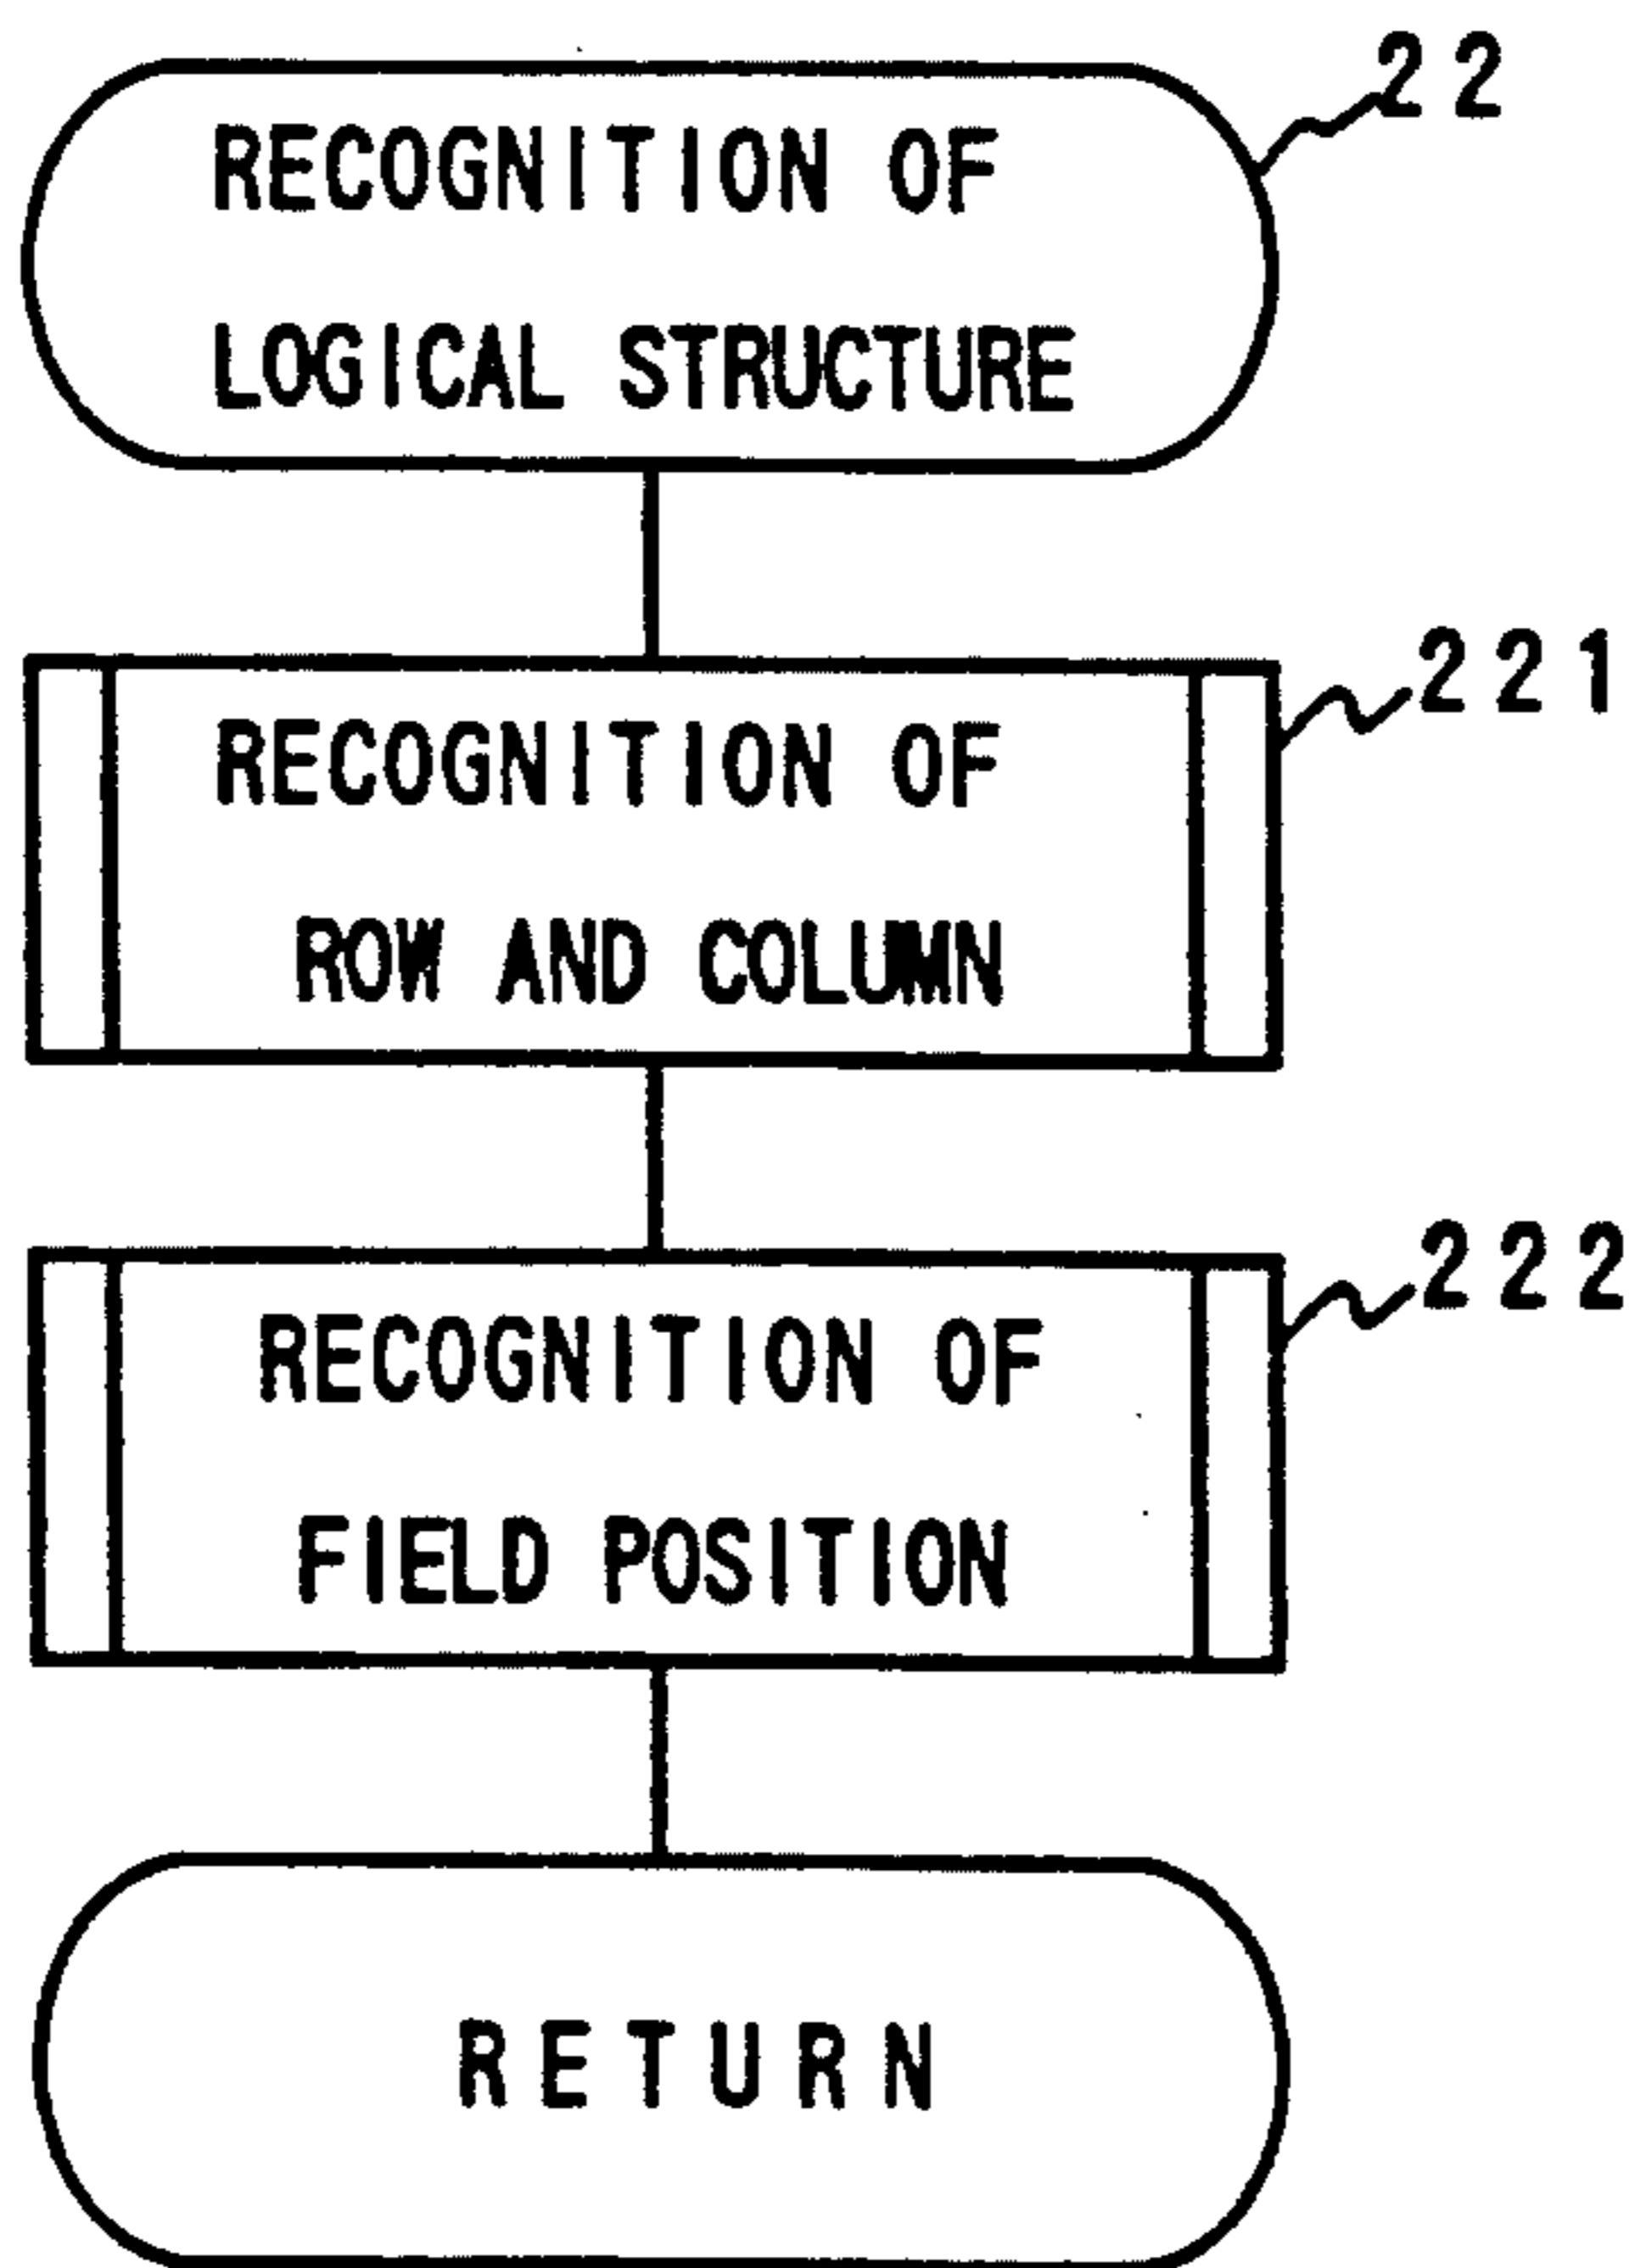 22
RECOGNITION OF
LOGICAL STRUCTURE
221
RECOGNITION OF
ROW AND COLUMN
222
RECOGNITION OF
FIELD POSITION
RETURN